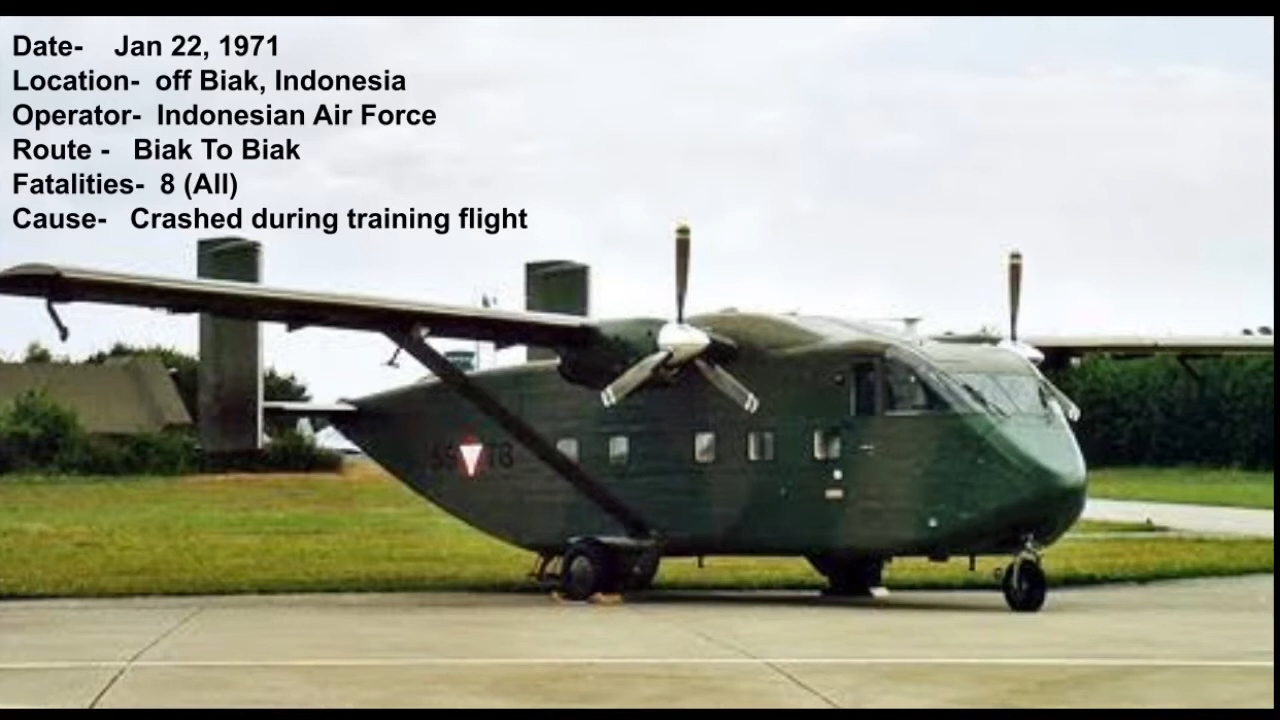 Date- Jan 22, 1971
Location- off Biak, Indonesia
Operator- Indonesian Air Force
Route - Biak To Biak
Fatalities- 8 (All)
Cause- Crashed during training flight